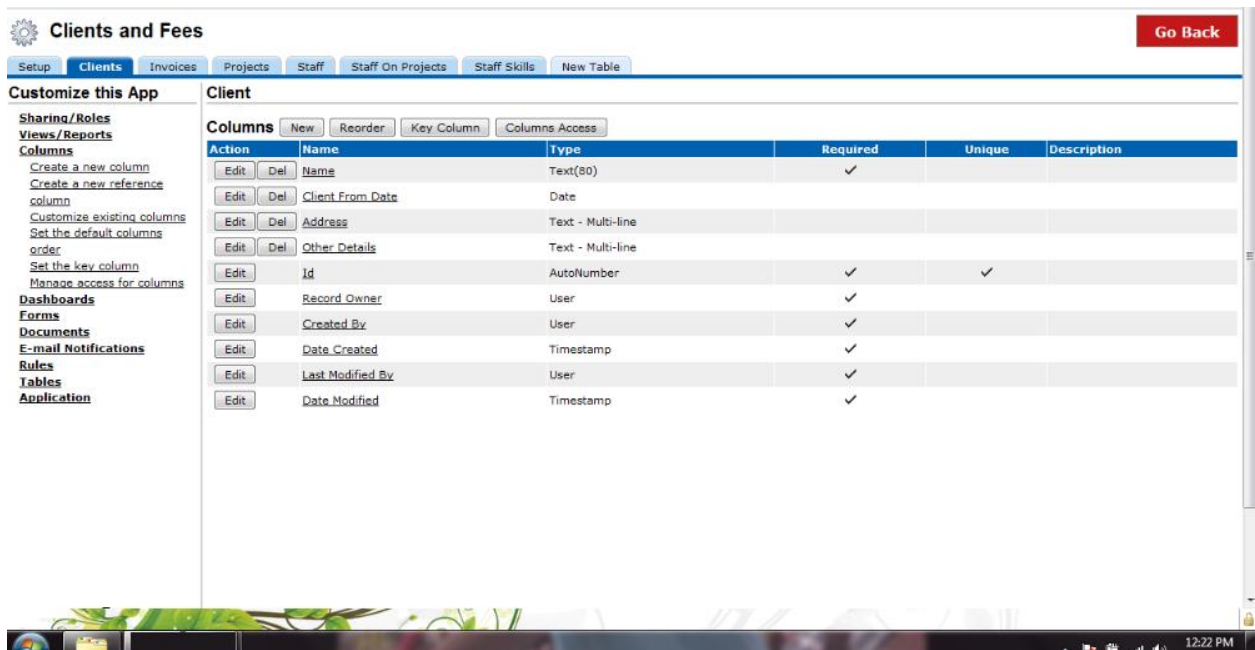 Clients and Fees
Go Back
Setup Clients Invoices Projects Staff Staff On Projects Staff Skills New Table
Customize this App
Sharing/Roles
Views/Reports
Columns
Create a new column
Create a new reference
column
Customize existing columns
Set the default columns
order
Set the key column
Manage access for columns
Dashboards
Forms
Documents
E-mail Notifications
Rules
Tables
Application
Client
Columns New Reorder Key Column Columns Access
Action Name Type Required Unique Description
Edit Del Name Text(80) ✓
Edit Del Client From Date Date
Edit Del Address Text - Multi-line
Edit Del Other Details Text - Multi-line
Edit Id AutoNumber ✓ ✓
Edit Record Owner User ✓
Edit Created By User ✓
Edit Date Created Timestamp ✓
Edit Last Modified By User ✓
Edit Date Modified Timestamp ✓
12:22 PM